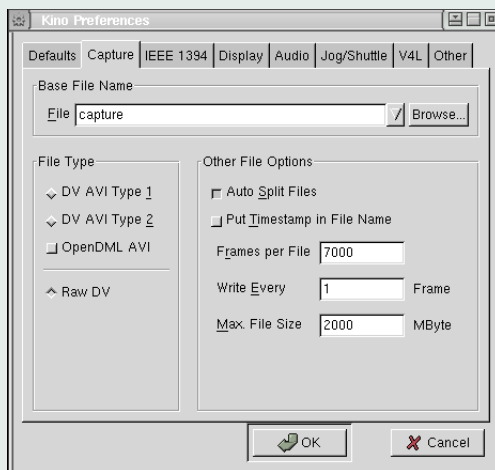 Kino Preferences
Defaults Capture IEEE 1394 Display Audio Jog/Shuttle V4L Other
Base File Name
File capture Browse...
File Type
DV AVI Type 1
DV AVI Type 2
OpenDML AVI
Raw DV
Other File Options
Auto Split Files
Put Timestamp in File Name
Frames per File 7000
Write Every 1 Frame
Max. File Size 2000 MByte
OK Cancel